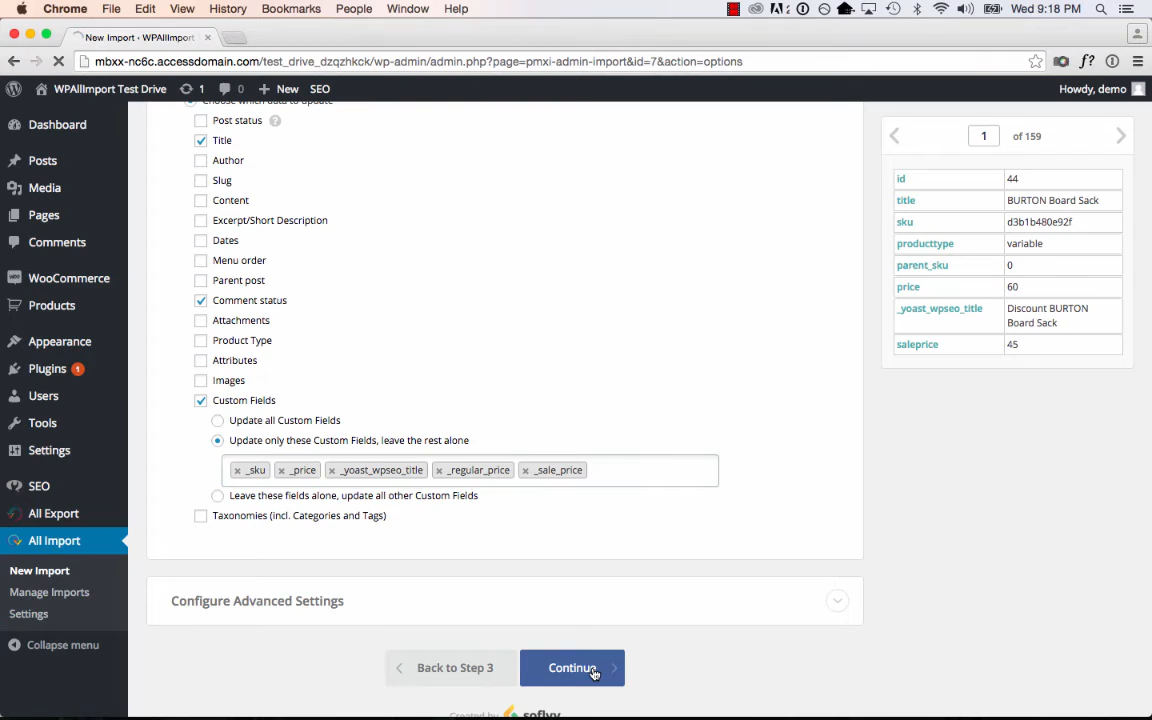 Chrome File Edit View History Bookmarks People Window Help Wed 9:18 PM
New Import ‹ WPAllImport
mbxx-nc6c.accessdomain.com/test_drive_dzqzhkck/wp-admin/admin.php?page=pmxi-admin-import&id=7&action=options
WPAllImport Test Drive 1 0 New SEO Howdy, demo
Dashboard
Posts
Media
Pages
Comments
WooCommerce
Products
Appearance
Plugins 1
Users
Tools
Settings
SEO
All Export
All Import
New Import
Manage Imports
Settings
Collapse menu
Choose which data to update
Post status ?
Title
Author
Slug
Content
Excerpt/Short Description
Dates
Menu order
Parent post
Comment status
Attachments
Product Type
Attributes
Images
Custom Fields
Update all Custom Fields
Update only these Custom Fields, leave the rest alone
× _sku × _price × _yoast_wpseo_title × _regular_price × _sale_price
Leave these fields alone, update all other Custom Fields
Taxonomies (incl. Categories and Tags)
Configure Advanced Settings
Back to Step 3 Continue
Created by soflyy
1 of 159
id 44
title BURTON Board Sack
sku d3b1b480e92f
producttype variable
parent_sku 0
price 60
_yoast_wpseo_title Discount BURTON
Board Sack
saleprice 45